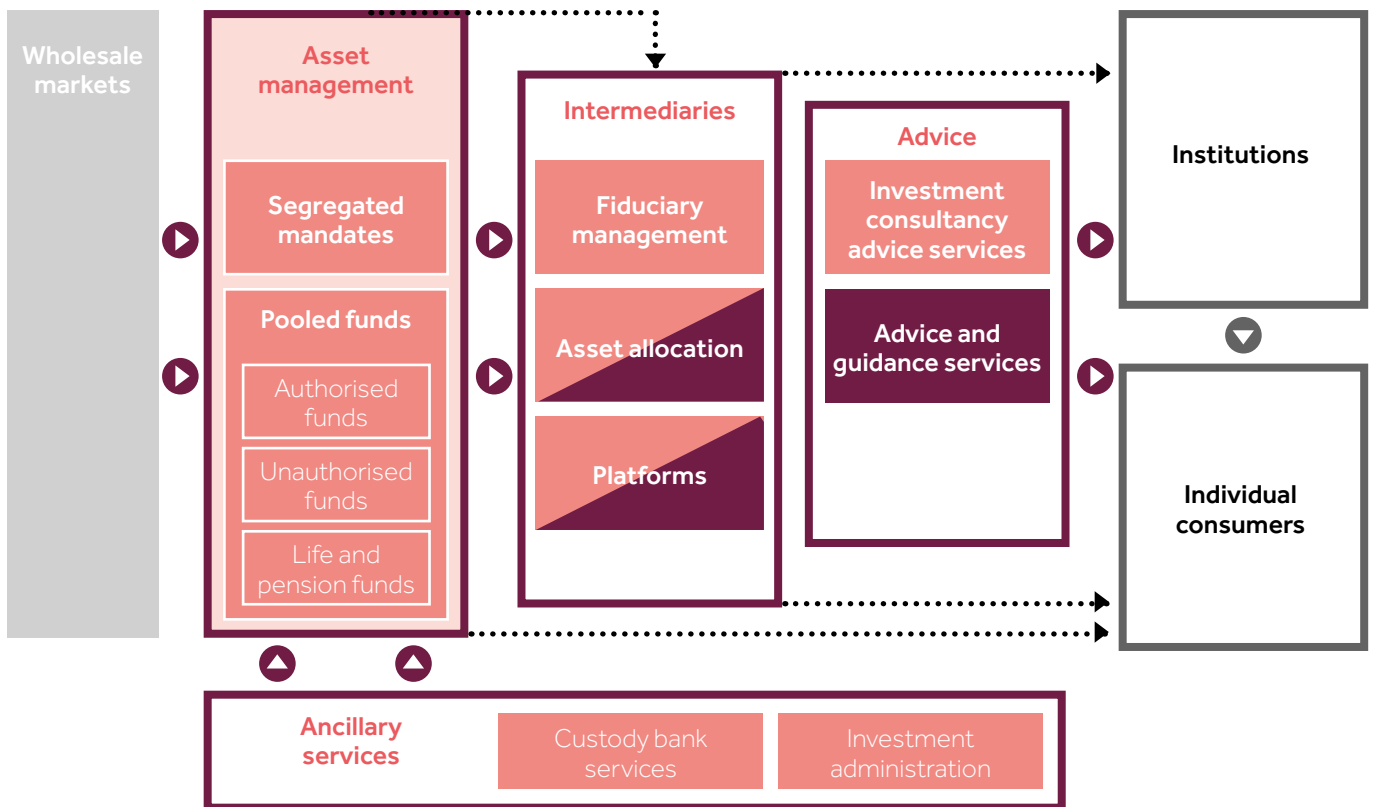 Wholesale
markets
Asset
management
Segregated
mandates
Pooled funds
Authorised
funds
Unauthorised
funds
Life and
pension funds
Intermediaries
Fiduciary
management
Asset allocation
Platforms
Advice
Investment
consultancy
advice services
Advice and
guidance services
Institutions
Individual
consumers
Ancillary
services
Custody bank
services
Investment
administration